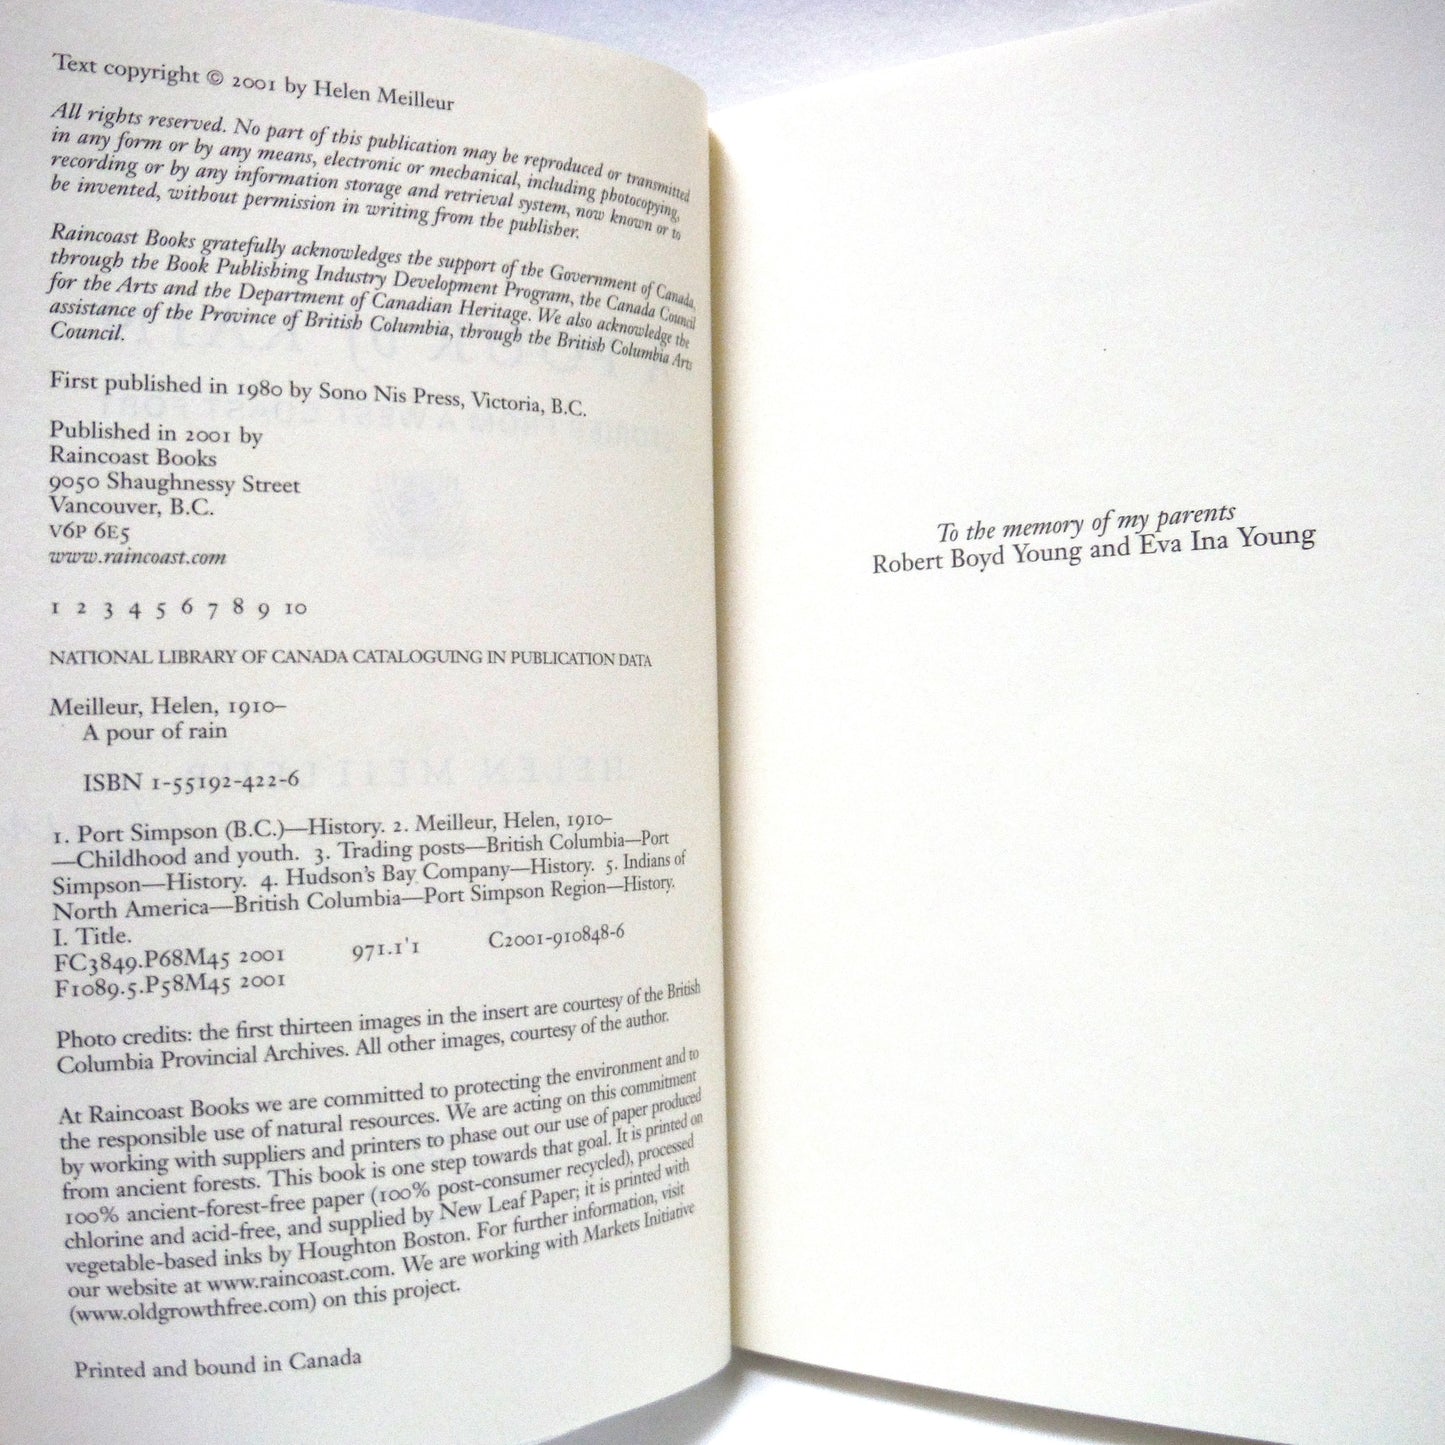 Text copyright © 2001 by Helen Meilleur
All rights reserved. No part of this publication may be reproduced or transmitted
in any form or by any means, electronic or mechanical, including photocopying,
recording or by any information storage and retrieval system, now known or to
be invented, without permission in writing from the publisher.
Raincoast Books gratefully acknowledges the support of the Government of Canada,
through the Book Publishing Industry Development Program, the Canada Council
for the Arts and the Department of Canadian Heritage. We also acknowledge the
assistance of the Province of British Columbia, through the British Columbia Arts
Council.
First published in 1980 by Sono Nis Press, Victoria, B.C.
Published in 2001 by
Raincoast Books
9050 Shaughnessy Street
Vancouver, B.C.
V6P 6E5
www.raincoast.com
1 2 3 4 5 6 7 8 9 10
NATIONAL LIBRARY OF CANADA CATALOGUING IN PUBLICATION DATA
Meilleur, Helen, 1910–
A pour of rain
ISBN 1-55192-422-6
1. Port Simpson (B.C.)—History. 2. Meilleur, Helen, 1910–
—Childhood and youth. 3. Trading posts—British Columbia—Port
Simpson—History. 4. Hudson's Bay Company—History. 5. Indians of
North America—British Columbia—Port Simpson Region—History.
I. Title.
FC3849.P68M45 2001 971.1'1 C2001-910848-6
F1089.5.P58M45 2001
Photo credits: the first thirteen images in the insert are courtesy of the British
Columbia Provincial Archives. All other images, courtesy of the author.
At Raincoast Books we are committed to protecting the environment and to
the responsible use of natural resources. We are acting on this commitment
by working with suppliers and printers to phase out our use of paper produced
from ancient forests. This book is one step towards that goal. It is printed on
100% ancient-forest-free paper (100% post-consumer recycled), processed
chlorine and acid-free, and supplied by New Leaf Paper; it is printed with
vegetable-based inks by Houghton Boston. For further information, visit
our website at www.raincoast.com. We are working with Markets Initiative
(www.oldgrowthfree.com) on this project.
Printed and bound in Canada
To the memory of my parents
Robert Boyd Young and Eva Ina Young